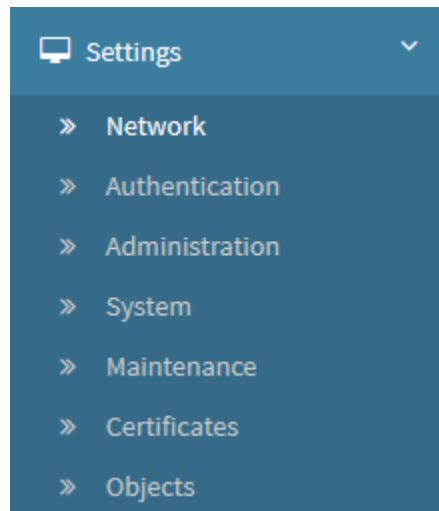 Settings
Network
Authentication
Administration
System
Maintenance
Certificates
Objects